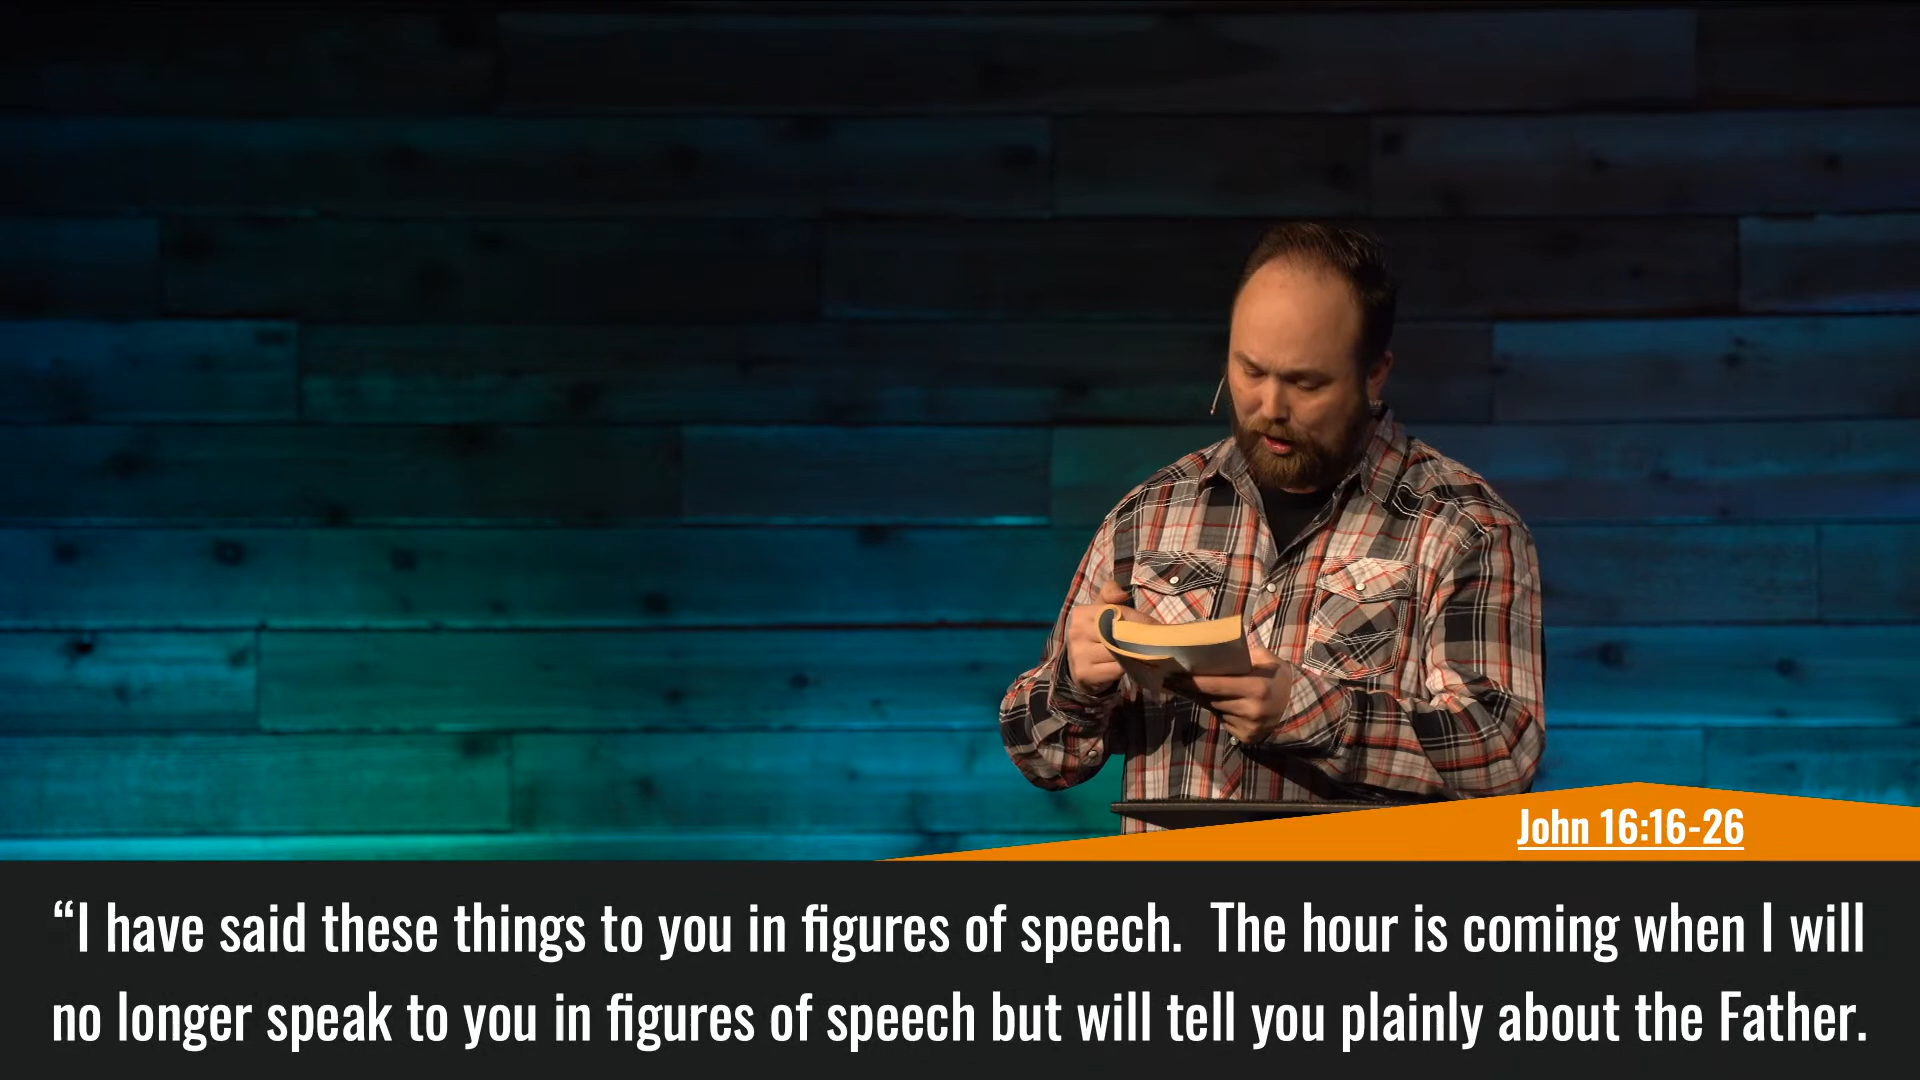 John 16:16-26
“I have said these things to you in figures of speech.  The hour is coming when I will
no longer speak to you in figures of speech but will tell you plainly about the Father.